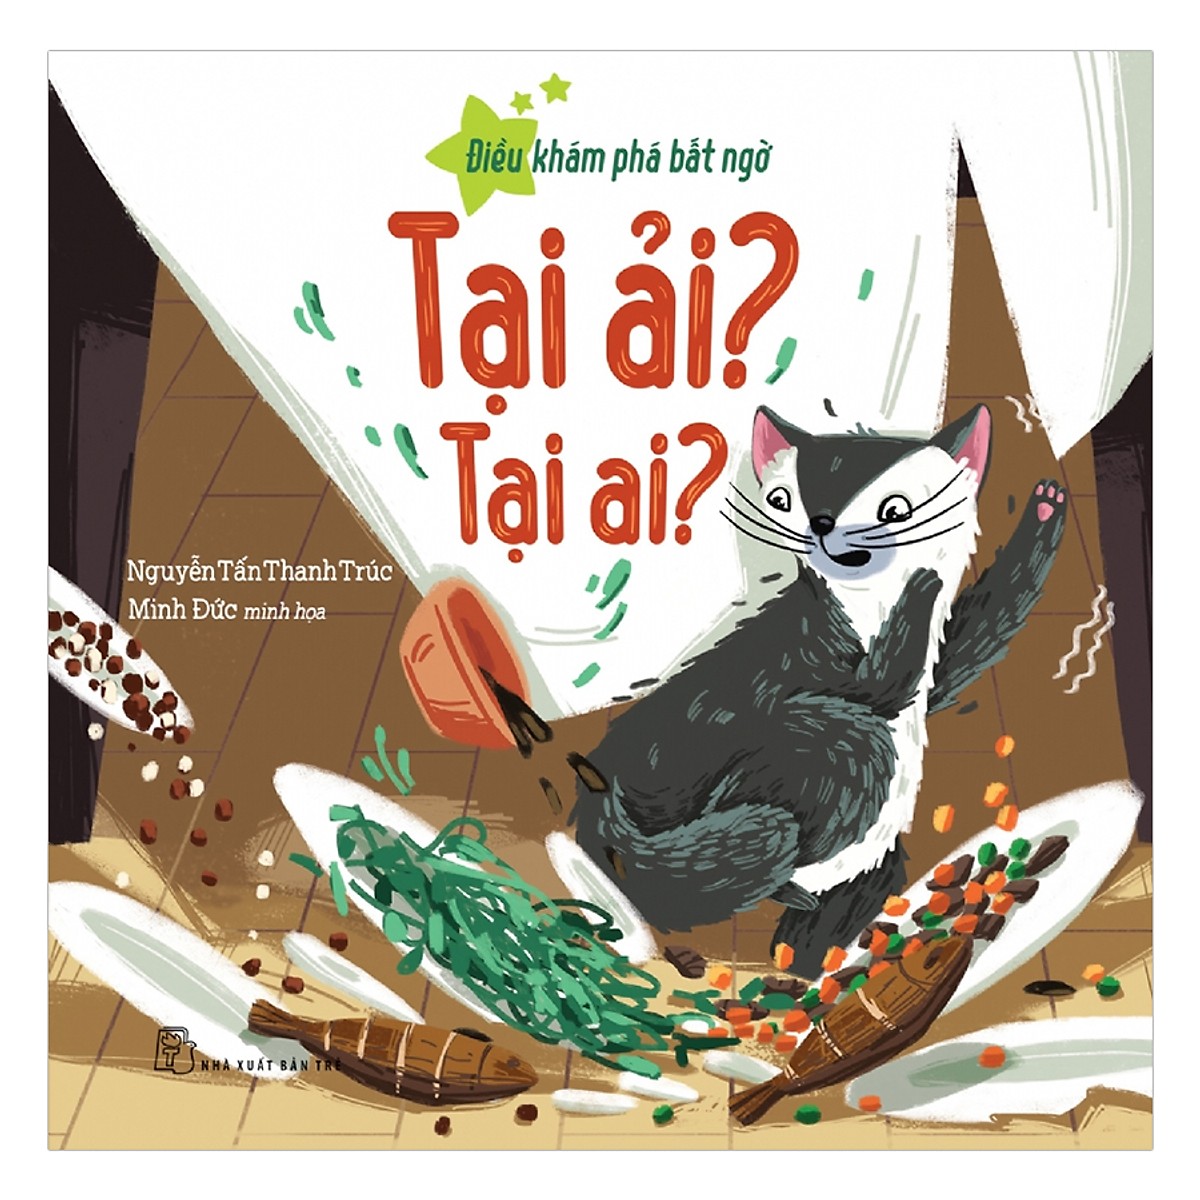 Điều khám phá bất ngờ
Tại ải?
Tại ai?
Nguyễn Tấn Thanh Trúc
Minh Đức minh họa
NHÀ XUẤT BẢN TRẺ